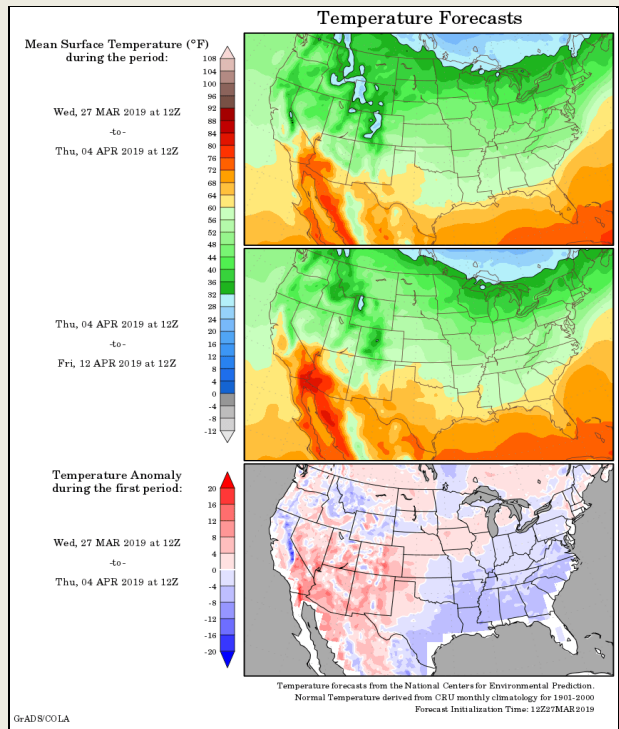 Temperature Forecasts
Mean Surface Temperature (°F)
during the period:
Wed, 27 MAR 2019 at 12Z
-to-
Thu, 04 APR 2019 at 12Z
108
104
100
96
92
88
84
80
76
72
68
64
60
56
52
48
44
40
36
32
28
24
20
16
12
8
4
0
-4
-8
-12
Thu, 04 APR 2019 at 12Z
-to-
Fri, 12 APR 2019 at 12Z
Temperature Anomaly
during the first period:
Wed, 27 MAR 2019 at 12Z
-to-
Thu, 04 APR 2019 at 12Z
20
16
12
8
4
0
-4
-8
-12
-16
-20
Temperature forecasts from the National Centers for Environmental Prediction.
Normal Temperature derived from CRU monthly climatology for 1901-2000
Forecast Initialization Time: 12Z27MAR2019
GrADS/COLA